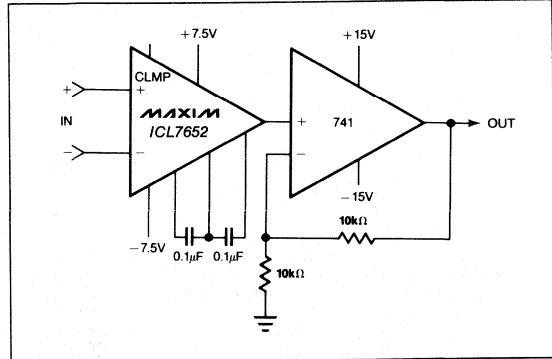 +7.5V
+15V
CLMP
+
+
MAXIM
ICL7652
IN
+
741
OUT
−
−
−
−15V
−7.5V
0.1μF 0.1μF
10kΩ
10kΩ